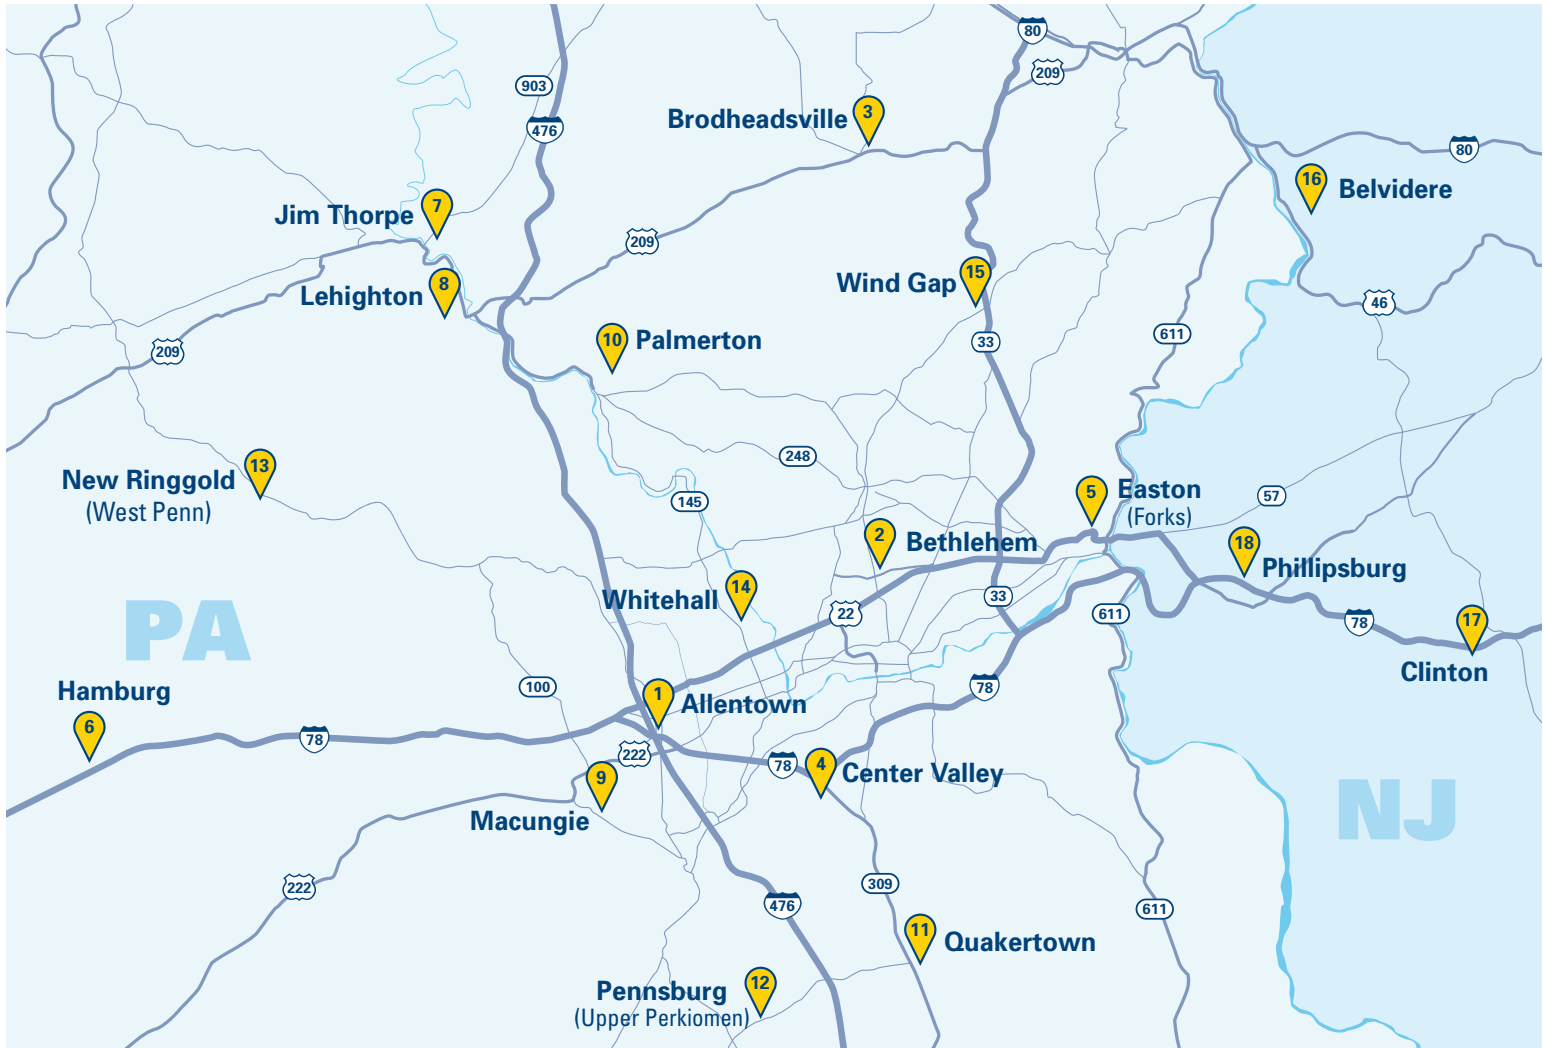 80
209
903
476
3
Brodheadsville
80
16
Belvidere
7
Jim Thorpe
209
15
Wind Gap
8
Lehighton
46
611
33
10
Palmerton
209
248
13
New Ringgold
(West Penn)
145
5
Easton
(Forks)
57
2
Bethlehem
18
Phillipsburg
14
Whitehall
33
22
611
78
17
Clinton
PA
Hamburg
6
100
78
1
Allentown
78
222
78
4
Center Valley
9
Macungie
NJ
222
309
476
611
11
Quakertown
12
Pennsburg
(Upper Perkiomen)